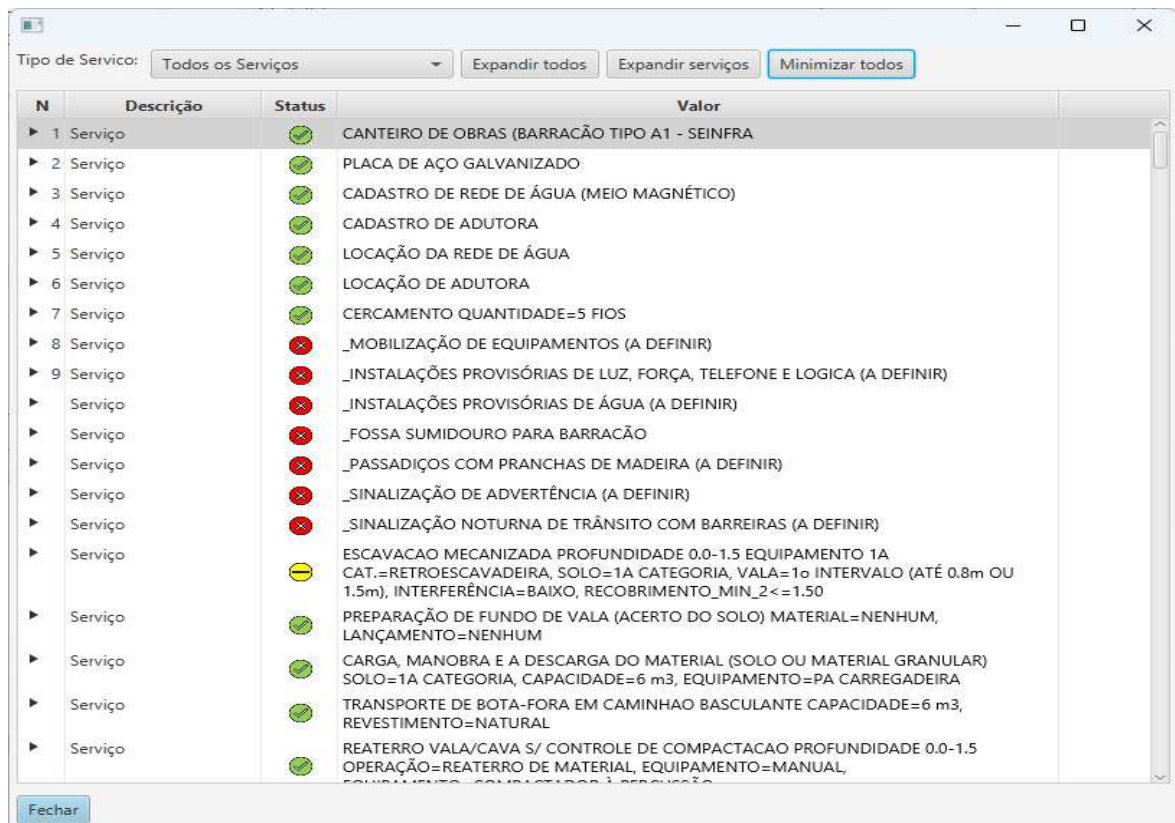 Tipo de Servico: Todos os Serviços Expandir todos Expandir serviços Minimizar todos
N Descrição Status Valor
1 Serviço CANTEIRO DE OBRAS (BARRACÃO TIPO A1 - SEINFRA
2 Serviço PLACA DE AÇO GALVANIZADO
3 Serviço CADASTRO DE REDE DE ÁGUA (MEIO MAGNÉTICO)
4 Serviço CADASTRO DE ADUTORA
5 Serviço LOCAÇÃO DA REDE DE ÁGUA
6 Serviço LOCAÇÃO DE ADUTORA
7 Serviço CERCAMENTO QUANTIDADE=5 FIOS
8 Serviço _MOBILIZAÇÃO DE EQUIPAMENTOS (A DEFINIR)
9 Serviço _INSTALAÇÕES PROVISÓRIAS DE LUZ, FORÇA, TELEFONE E LOGICA (A DEFINIR)
Serviço _INSTALAÇÕES PROVISÓRIAS DE ÁGUA (A DEFINIR)
Serviço _FOSSA SUMIDOURO PARA BARRACÃO
Serviço _PASSADIÇOS COM PRANCHAS DE MADEIRA (A DEFINIR)
Serviço _SINALIZAÇÃO DE ADVERTÊNCIA (A DEFINIR)
Serviço _SINALIZAÇÃO NOTURNA DE TRÂNSITO COM BARREIRAS (A DEFINIR)
Serviço ESCAVACAO MECANIZADA PROFUNDIDADE 0.0-1.5 EQUIPAMENTO 1A
CAT.=RETROESCAVADEIRA, SOLO=1A CATEGORIA, VALA=1o INTERVALO (ATÉ 0.8m OU
1.5m), INTERFERÊNCIA=BAIXO, RECOBRIMENTO_MIN_2<=1.50
Serviço PREPARAÇÃO DE FUNDO DE VALA (ACERTO DO SOLO) MATERIAL=NENHUM,
LANÇAMENTO=NENHUM
Serviço CARGA, MANOBRA E A DESCARGA DO MATERIAL (SOLO OU MATERIAL GRANULAR)
SOLO=1A CATEGORIA, CAPACIDADE=6 m3, EQUIPAMENTO=PA CARREGADEIRA
Serviço TRANSPORTE DE BOTA-FORA EM CAMINHAO BASCULANTE CAPACIDADE=6 m3,
REVESTIMENTO=NATURAL
Serviço REATERRO VALA/CAVA S/ CONTROLE DE COMPACTACAO PROFUNDIDADE 0.0-1.5
OPERAÇÃO=REATERRO DE MATERIAL, EQUIPAMENTO=MANUAL,
Fechar